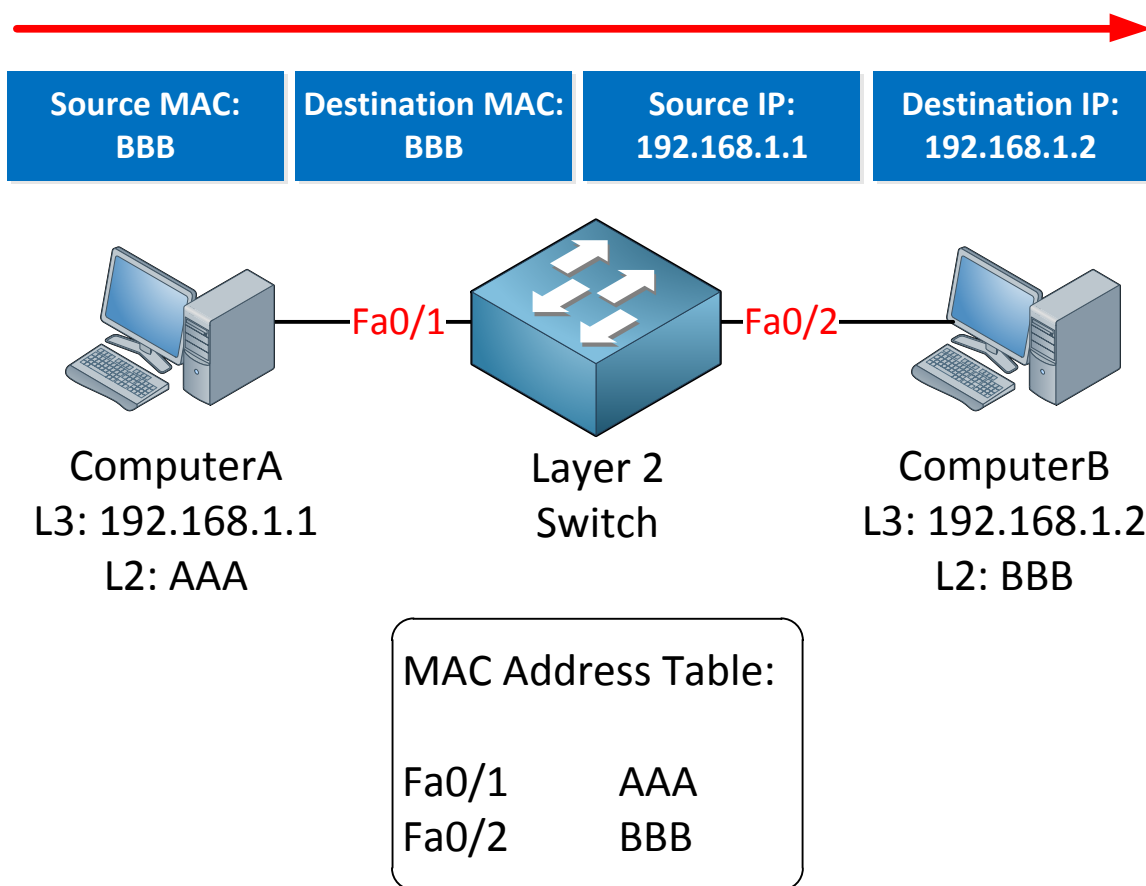 Source MAC:
BBB
Destination MAC:
BBB
Source IP:
192.168.1.1
Destination IP:
192.168.1.2
Fa0/1
Fa0/2
ComputerA
L3: 192.168.1.1
L2: AAA
Layer 2
Switch
ComputerB
L3: 192.168.1.2
L2: BBB
MAC Address Table:
Fa0/1 AAA
Fa0/2 BBB